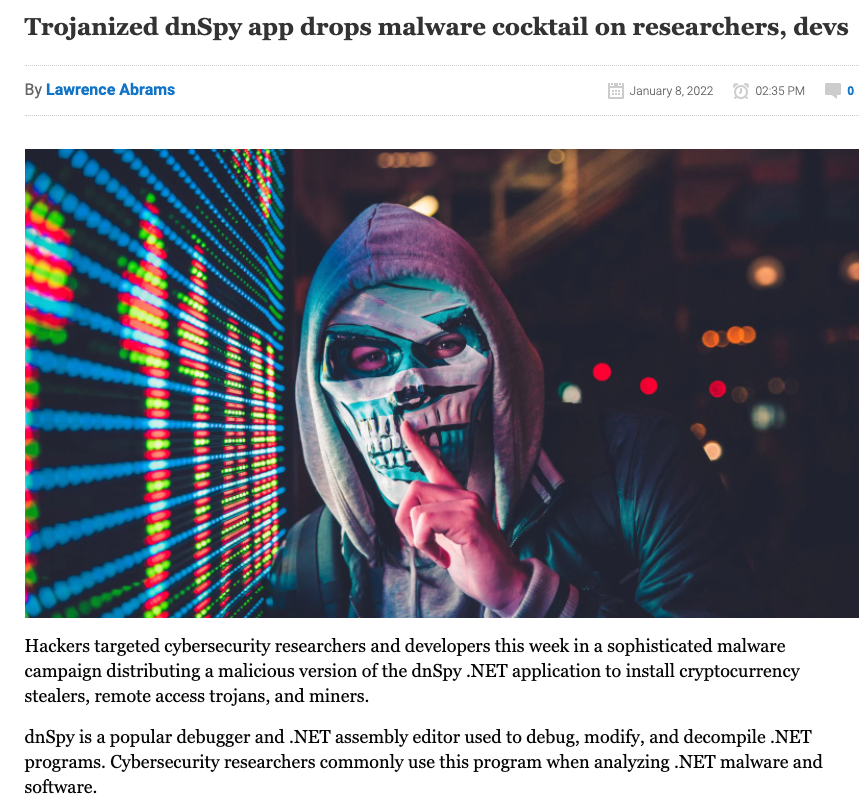 Trojanized dnSpy app drops malware cocktail on researchers, devs
By Lawrence Abrams
January 8, 2022
02:35 PM
0
Hackers targeted cybersecurity researchers and developers this week in a sophisticated malware
campaign distributing a malicious version of the dnSpy .NET application to install cryptocurrency
stealers, remote access trojans, and miners.
dnSpy is a popular debugger and .NET assembly editor used to debug, modify, and decompile .NET
programs. Cybersecurity researchers commonly use this program when analyzing .NET malware and
software.